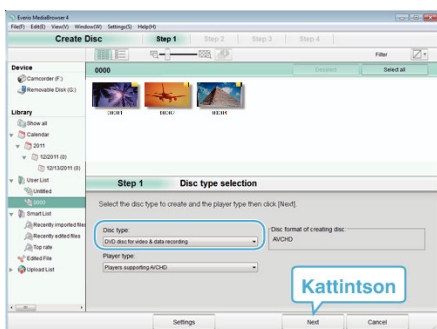 Everio MediaBrowser 4
File(F) Edit(E) View(V) Window(W) Settings(S) Help(H)
Create Disc
Step 1
Step 2
Step 3
Step 4
Filter
Device
Camcorder (F:)
Removable Disk (G:)
0000
Deselect
Select all
Library
Show all
Calendar
2011
12/2011 (0)
12/13/2011 (0)
User List
Untitled
0000
Smart List
Recently imported files
Recently edited files
Top rate
Edited File
Upload List
Step 1
Disc type selection
Select the disc type to create and the player type then click [Next].
Disc type:
DVD disc for video & data recording
Disc format of creating disc
AVCHD
Player type:
Players supporting AVCHD
Kattintson
Settings
Next
Cancel